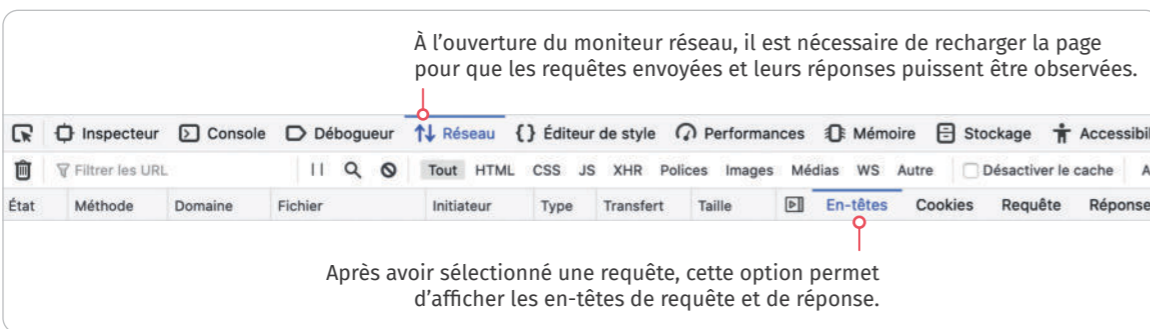 À l’ouverture du moniteur réseau, il est nécessaire de recharger la page
pour que les requêtes envoyées et leurs réponses puissent être observées.
Inspecteur Console Débogueur Réseau {} Éditeur de style Performances Mémoire Stockage Accessibil
Filtrer les URL Tout HTML CSS JS XHR Polices Images Médias WS Autre Désactiver le cache A
État Méthode Domaine Fichier Initiateur Type Transfert Taille En-têtes Cookies Requête Réponse
Après avoir sélectionné une requête, cette option permet
d’afficher les en-têtes de requête et de réponse.